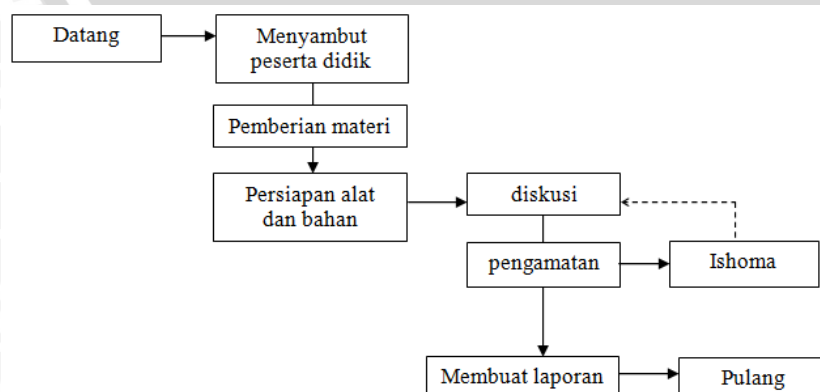 Datang
Menyambut
peserta didik
Pemberian materi
Persiapan alat
dan bahan
diskusi
pengamatan
Ishoma
Membuat laporan
Pulang